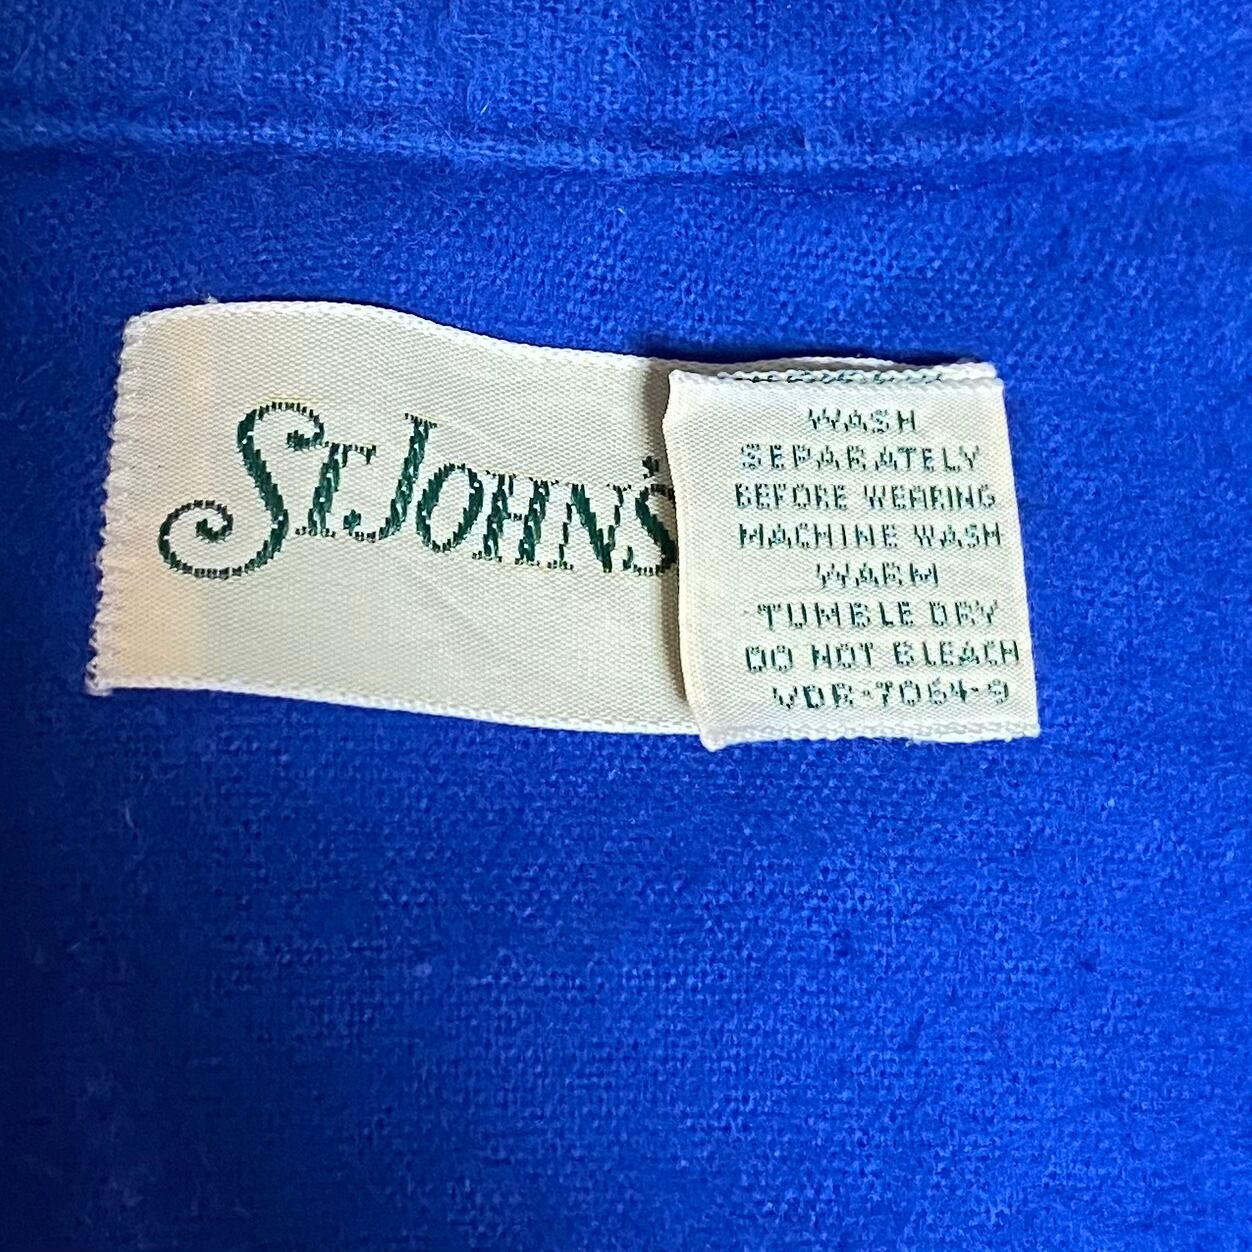 ST. JOHN'S
WASH
SEPARATELY
BEFORE WEARING
MACHINE WASH
WARM
TUMBLE DRY
DO NOT BLEACH
VDR-7064-9